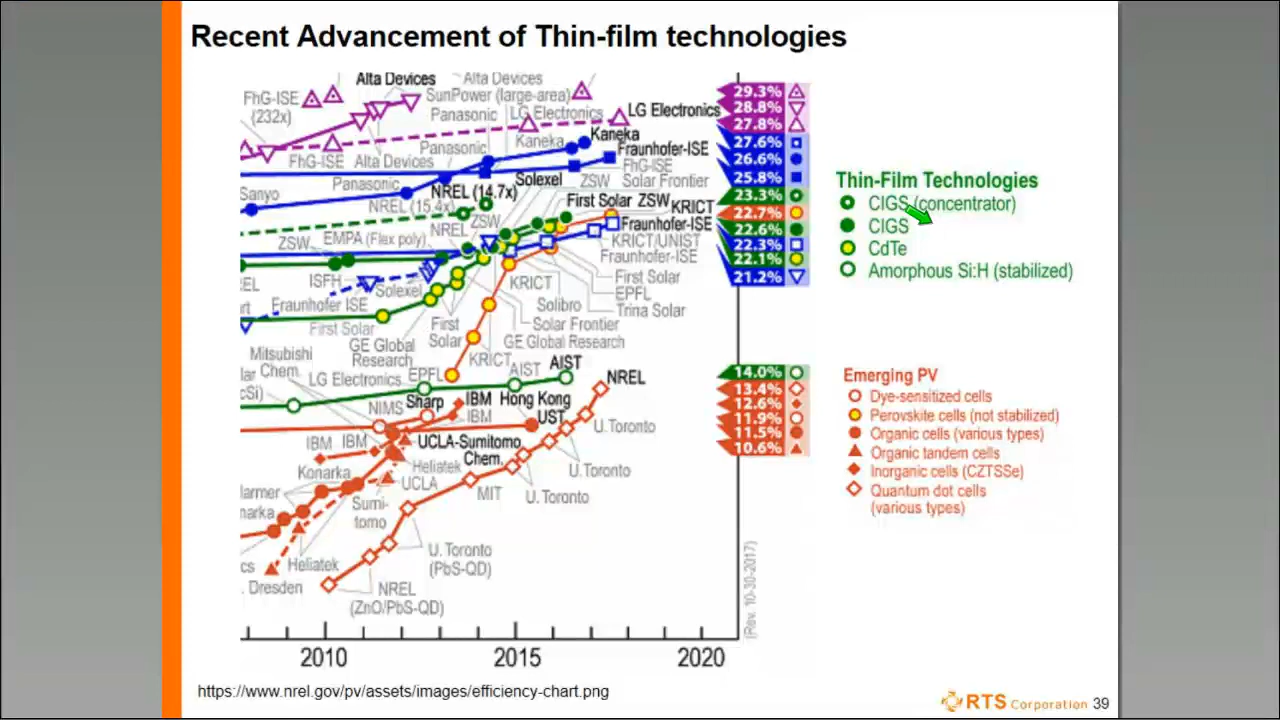 Recent Advancement of Thin-film technologies
Alta Devices
Alta Devices
FhG-ISE
(232x)
SunPower (large-area)
Panasonic
LG Electronics
LG Electronics
Kaneka
Kaneka
Panasonic
Fraunhofer-ISE
FhG-ISE
Alta Devices
FhG-ISE
Solexel
ZSW
Solar Frontier
Panasonic
Sanyo
NREL (14.7x)
NREL (15.4x)
First Solar
ZSW
KRICT
ZSW
NREL
Fraunhofer-ISE
EMPA (Flex poly)
ZSW
KRICT/UNIST
Fraunhofer-ISE
ISFH
Solexel
First Solar
EPFL
Trina Solar
KRICT
Fraunhofer ISE
Solibro
First Solar
First
Solar
Solar Frontier
GE Global
Research
GE Global Research
Mitsubishi
Chem.
KRICT
LG Electronics
EPFL
AIST
AIST
NREL
NIMS
Sharp
IBM
IBM
Hong Kong
UST
U. Toronto
IBM
IBM
UCLA-Sumitomo
Chem.
Konarka
Heliatek
UCLA
U. Toronto
MIT
U. Toronto
Sumi-
tomo
Heliatek
U. Toronto
(PbS-QD)
Dresden
NREL
(ZnO/PbS-QD)
29.3%
28.8%
27.8%
27.6%
26.6%
25.8%
23.3%
22.7%
22.6%
22.3%
22.1%
21.2%
14.0%
13.4%
12.6%
11.9%
11.5%
10.6%
Thin-Film Technologies
CIGS (concentrator)
CIGS
CdTe
Amorphous Si:H (stabilized)
Emerging PV
Dye-sensitized cells
Perovskite cells (not stabilized)
Organic cells (various types)
Organic tandem cells
Inorganic cells (CZTSSe)
Quantum dot cells
(various types)
(Rev. 10-30-2017)
2010 2015 2020
https://www.nrel.gov/pv/assets/images/efficiency-chart.png
RTS Corporation 39